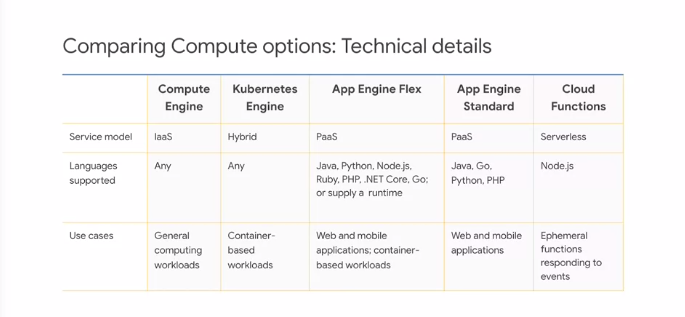 Comparing Compute options: Technical details
Compute Engine
Kubernetes Engine
App Engine Flex
App Engine Standard
Cloud Functions
Service model
IaaS
Hybrid
PaaS
PaaS
Serverless
Languages supported
Any
Any
Java, Python, Node.js,
Ruby, PHP, .NET Core, Go;
or supply a runtime
Java, Go,
Python, PHP
Node.js
Use cases
General
computing
workloads
Container-
based
workloads
Web and mobile
applications; container-
based workloads
Web and mobile
applications
Ephemeral
functions
responding to
events